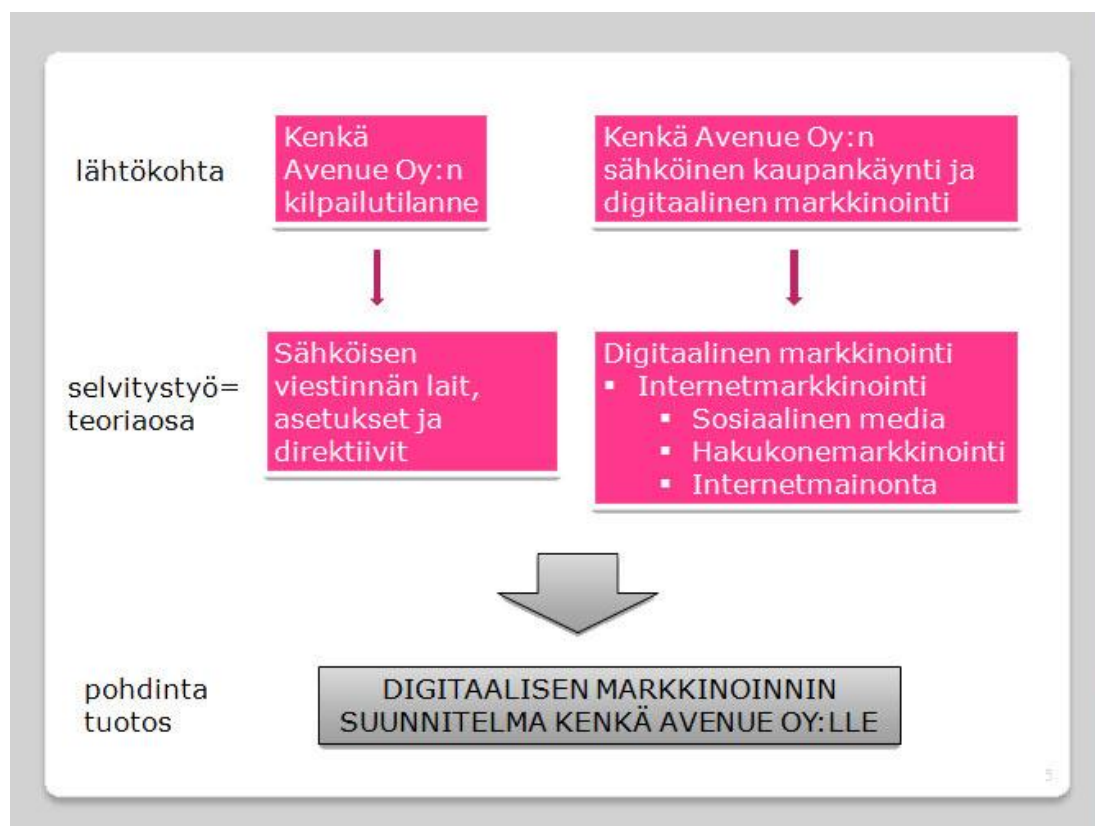 lähtökohta
Kenkä
Avenue Oy:n
kilpailutilanne
Kenkä Avenue Oy:n
sähköinen kaupankäynti ja
digitaalinen markkinointi
selvitystyö=
teoriaosa
Sähköisen
viestinnän lait,
asetukset ja
direktiivit
Digitaalinen markkinointi
▪ Internetmarkkinointi
▪ Sosiaalinen media
▪ Hakukonemarkkinointi
▪ Internetmainonta
pohdinta
tuotos
DIGITAALISEN MARKKINOINNIN
SUUNNITELMA KENKÄ AVENUE OY:LLE
5